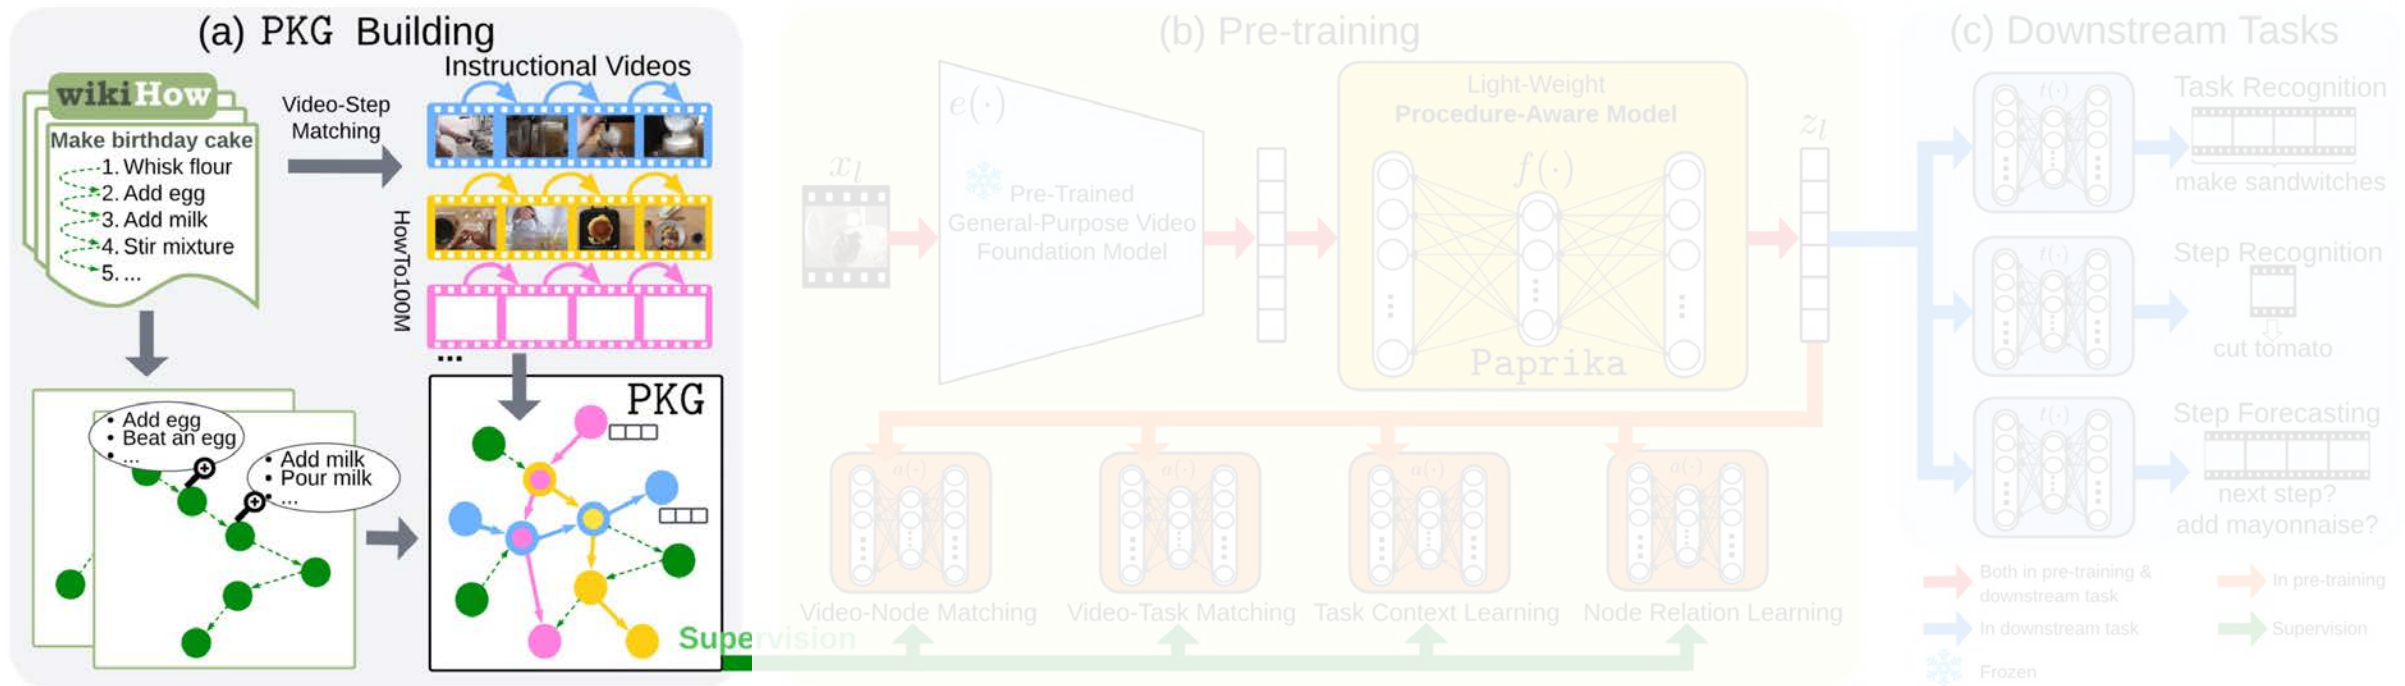 (a) PKG Building
wikiHow
Make birthday cake
1. Whisk flour
2. Add egg
3. Add milk
4. Stir mixture
5. ...
Video-Step
Matching
Instructional Videos
HowTo100M
...
• Add egg
• Beat an egg
• ...
• Add milk
• Pour milk
• ...
PKG
Supervision
(b) Pre-training
x_l
e(·)
Pre-Trained
General-Purpose Video
Foundation Model
Light-Weight
Procedure-Aware Model
f(·)
Paprika
z_l
a(·)
a(·)
a(·)
a(·)
Video-Node Matching
Video-Task Matching
Task Context Learning
Node Relation Learning
(c) Downstream Tasks
t(·)
Task Recognition
make sandwitches
t(·)
Step Recognition
cut tomato
t(·)
Step Forecasting
next step?
add mayonnaise?
Both in pre-training &
downstream task
In pre-training
In downstream task
Supervision
Frozen